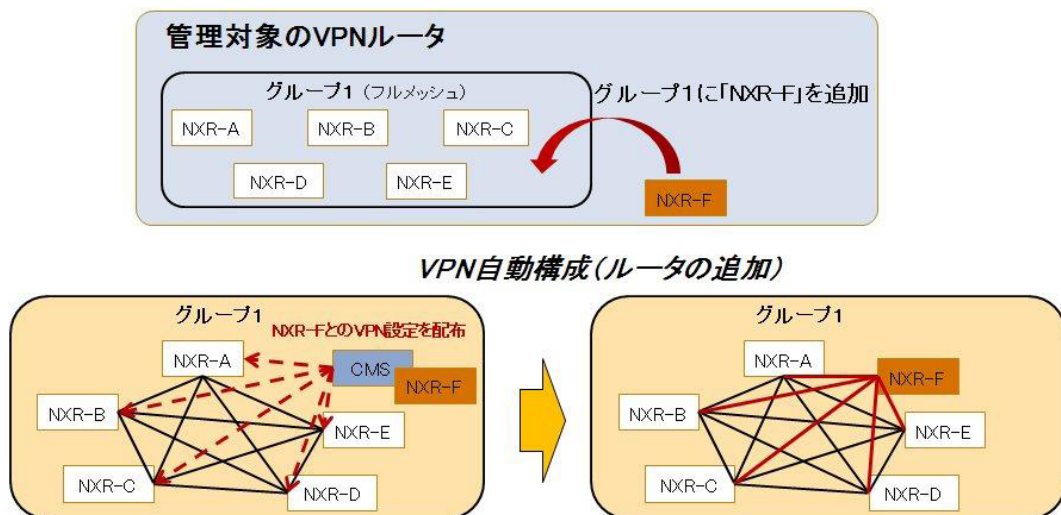 管理対象のVPNルータ
グループ1（フルメッシュ）
グループ1に「NXR-F」を追加
NXR-A
NXR-B
NXR-C
NXR-D
NXR-E
NXR-F
VPN自動構成（ルータの追加）
グループ1
NXR-FとのVPN設定を配布
NXR-A
CMS
NXR-F
NXR-B
NXR-E
NXR-C
NXR-D
グループ1
NXR-A
NXR-F
NXR-B
NXR-E
NXR-C
NXR-D